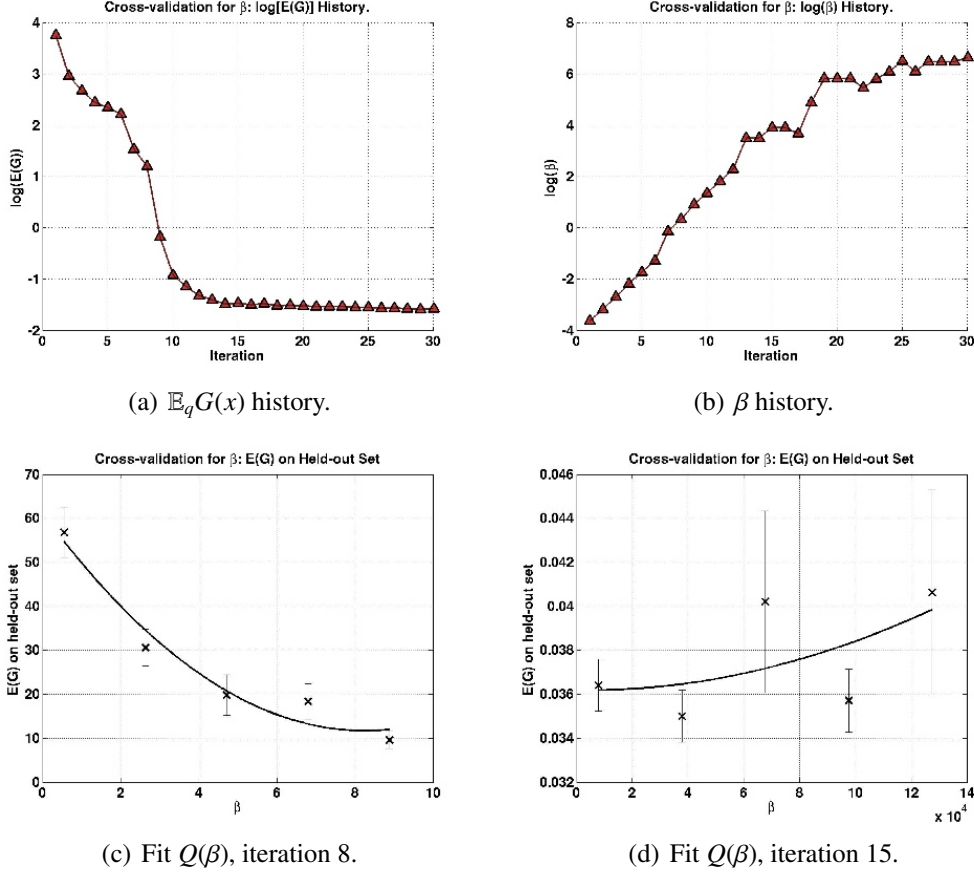 Cross-validation for β: log[E(G)] History.
4
3
2
1
0
-1
-2
log(E(G))
0 5 10 15 20 25 30
Iteration
(a) 𝔼_qG(x) history.
Cross-validation for β: log(β) History.
8
6
4
2
0
-2
-4
log(β)
0 5 10 15 20 25 30
Iteration
(b) β history.
Cross-validation for β: E(G) on Held-out Set
70
60
50
40
30
20
10
0
E(G) on held-out set
0 2 4 6 8 10
β
(c) Fit Q(β), iteration 8.
Cross-validation for β: E(G) on Held-out Set
0.046
0.044
0.042
0.04
0.038
0.036
0.034
0.032
E(G) on held-out set
0 2 4 6 8 10 12 14
β
x 10⁴
(d) Fit Q(β), iteration 15.